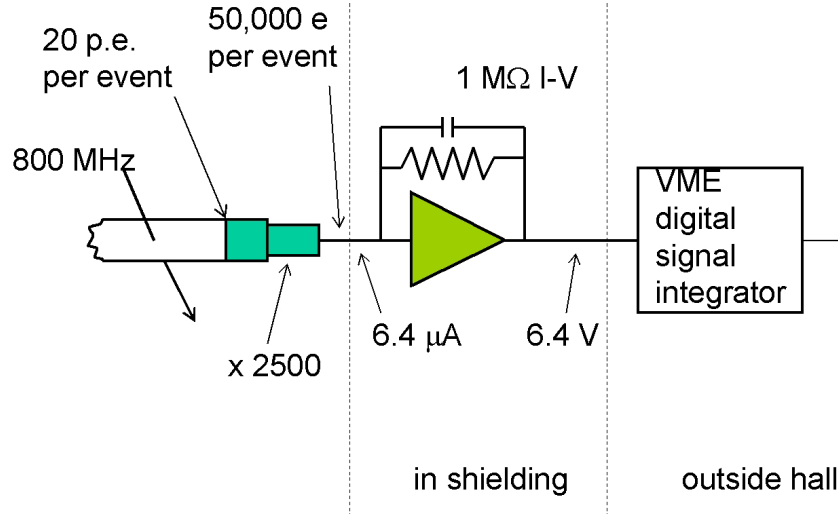 20 p.e.
per event
50,000 e
per event
1 MΩ I-V
800 MHz
VME
digital
signal
integrator
x 2500
6.4 μA
6.4 V
in shielding
outside hall